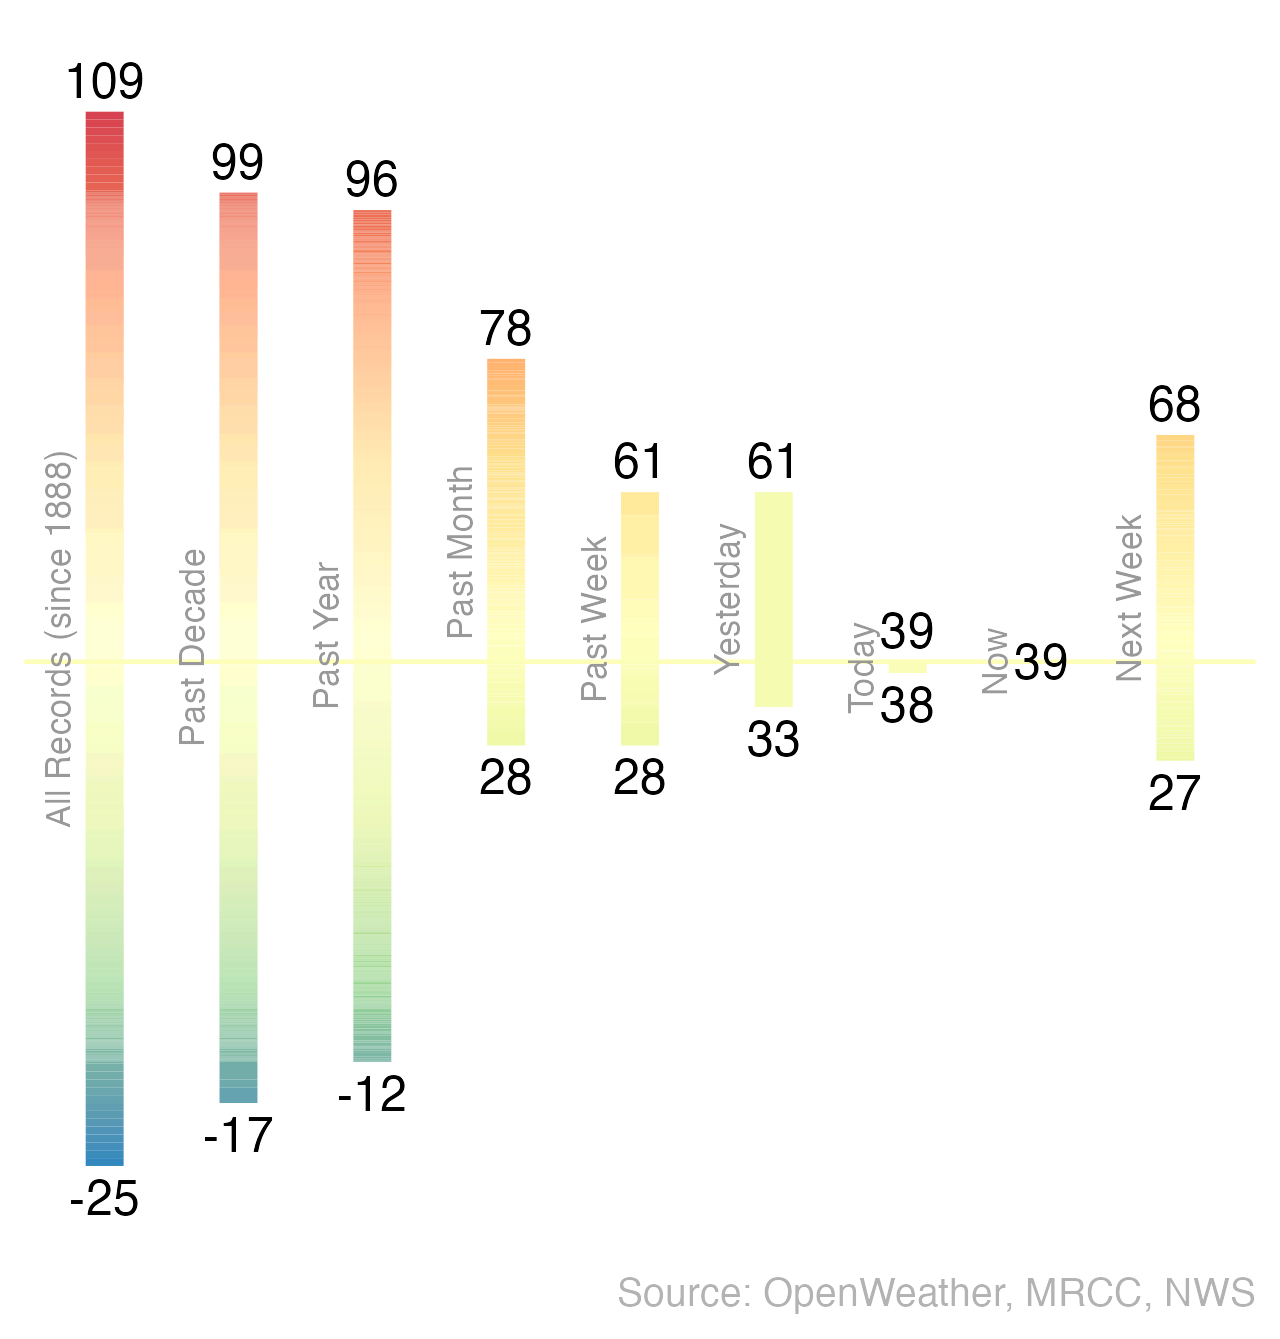 109
All Records (since 1888)
-25
99
Past Decade
-17
96
Past Year
-12
78
Past Month
28
61
Past Week
28
61
Yesterday
33
39
Today
38
Now
39
68
Next Week
27
Source: OpenWeather, MRCC, NWS